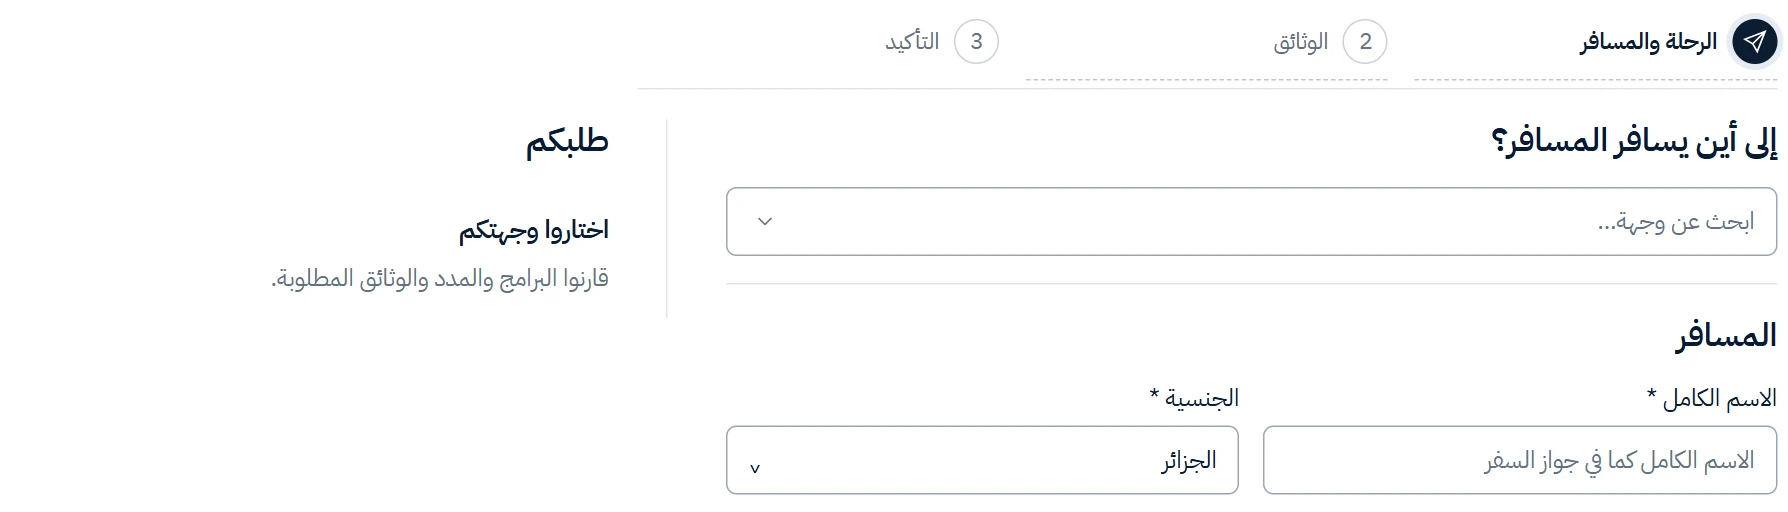 الرحلة والمسافر
2 الوثائق
3 التأكيد
إلى أين يسافر المسافر؟
ابحث عن وجهة...
المسافر
الاسم الكامل *
الاسم الكامل كما في جواز السفر
الجنسية *
الجزائر
طلبكم
اختاروا وجهتكم
قارنوا البرامج والمدد والوثائق المطلوبة.